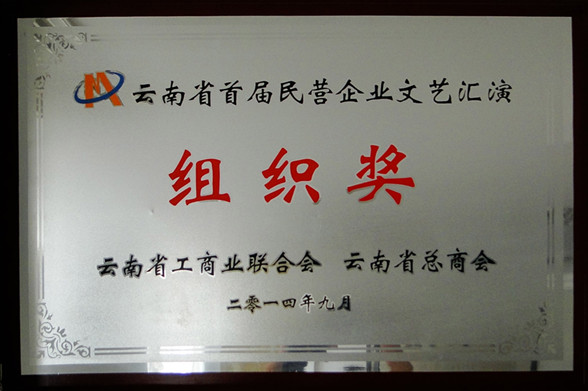 云南省首届民营企业文艺汇演
组织奖
云南省工商业联合会 云南省总商会
二零一四年九月